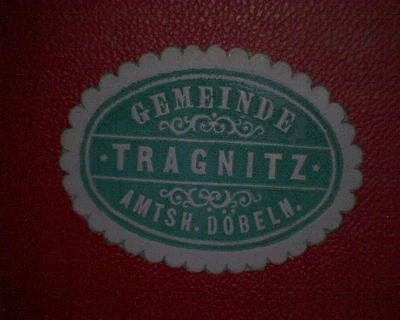 GEMEINDE
· TRAGNITZ ·
AMTSH. DÖBELN.